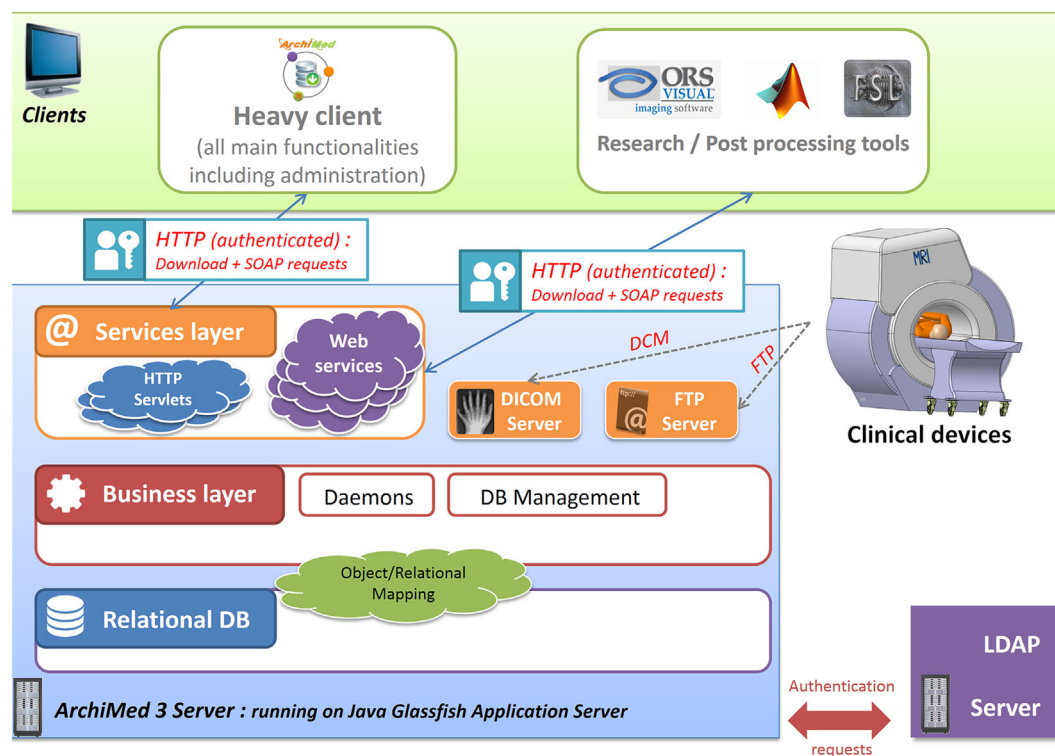 Clients
ArchiMed
Heavy client
(all main functionalities
including administration)
ORS
VISUAL
imaging software
FSL
Research / Post processing tools
HTTP (authenticated) :
Download + SOAP requests
HTTP (authenticated) :
Download + SOAP requests
MRI
@ Services layer
Web
services
HTTP
Servlets
DCM
FTP
DICOM
Server
ftp://
@
FTP
Server
Clinical devices
Business layer
Daemons
DB Management
Object/Relational
Mapping
Relational DB
LDAP
Server
Authentication
requests
ArchiMed 3 Server : running on Java Glassfish Application Server